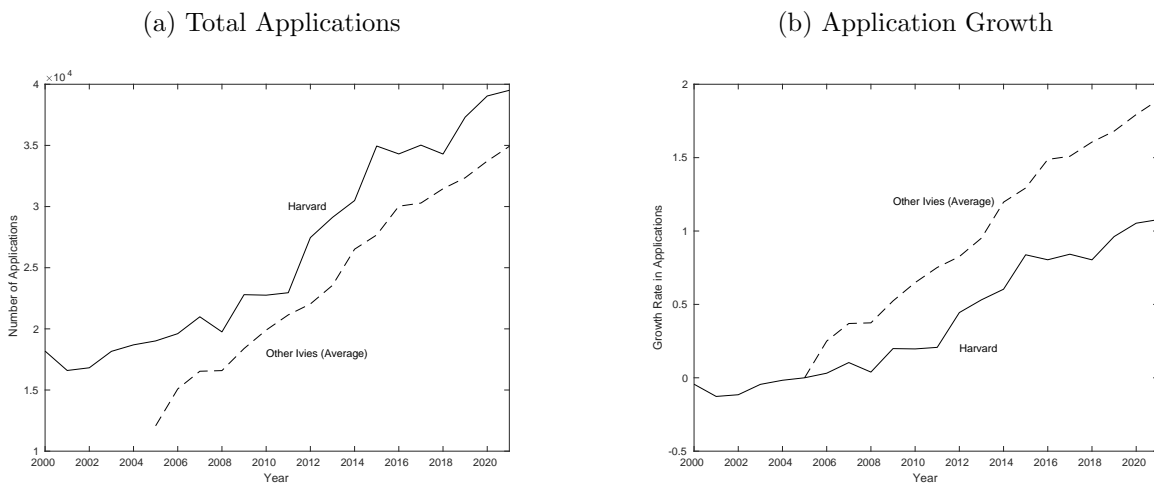 (a) Total Applications
×10^4
4
3.5
3
2.5
2
1.5
1
Number of Applications
Harvard
Other Ivies (Average)
2000 2002 2004 2006 2008 2010 2012 2014 2016 2018 2020
Year
(b) Application Growth
2
1.5
1
0.5
0
-0.5
Growth Rate in Applications
Other Ivies (Average)
Harvard
2000 2002 2004 2006 2008 2010 2012 2014 2016 2018 2020
Year